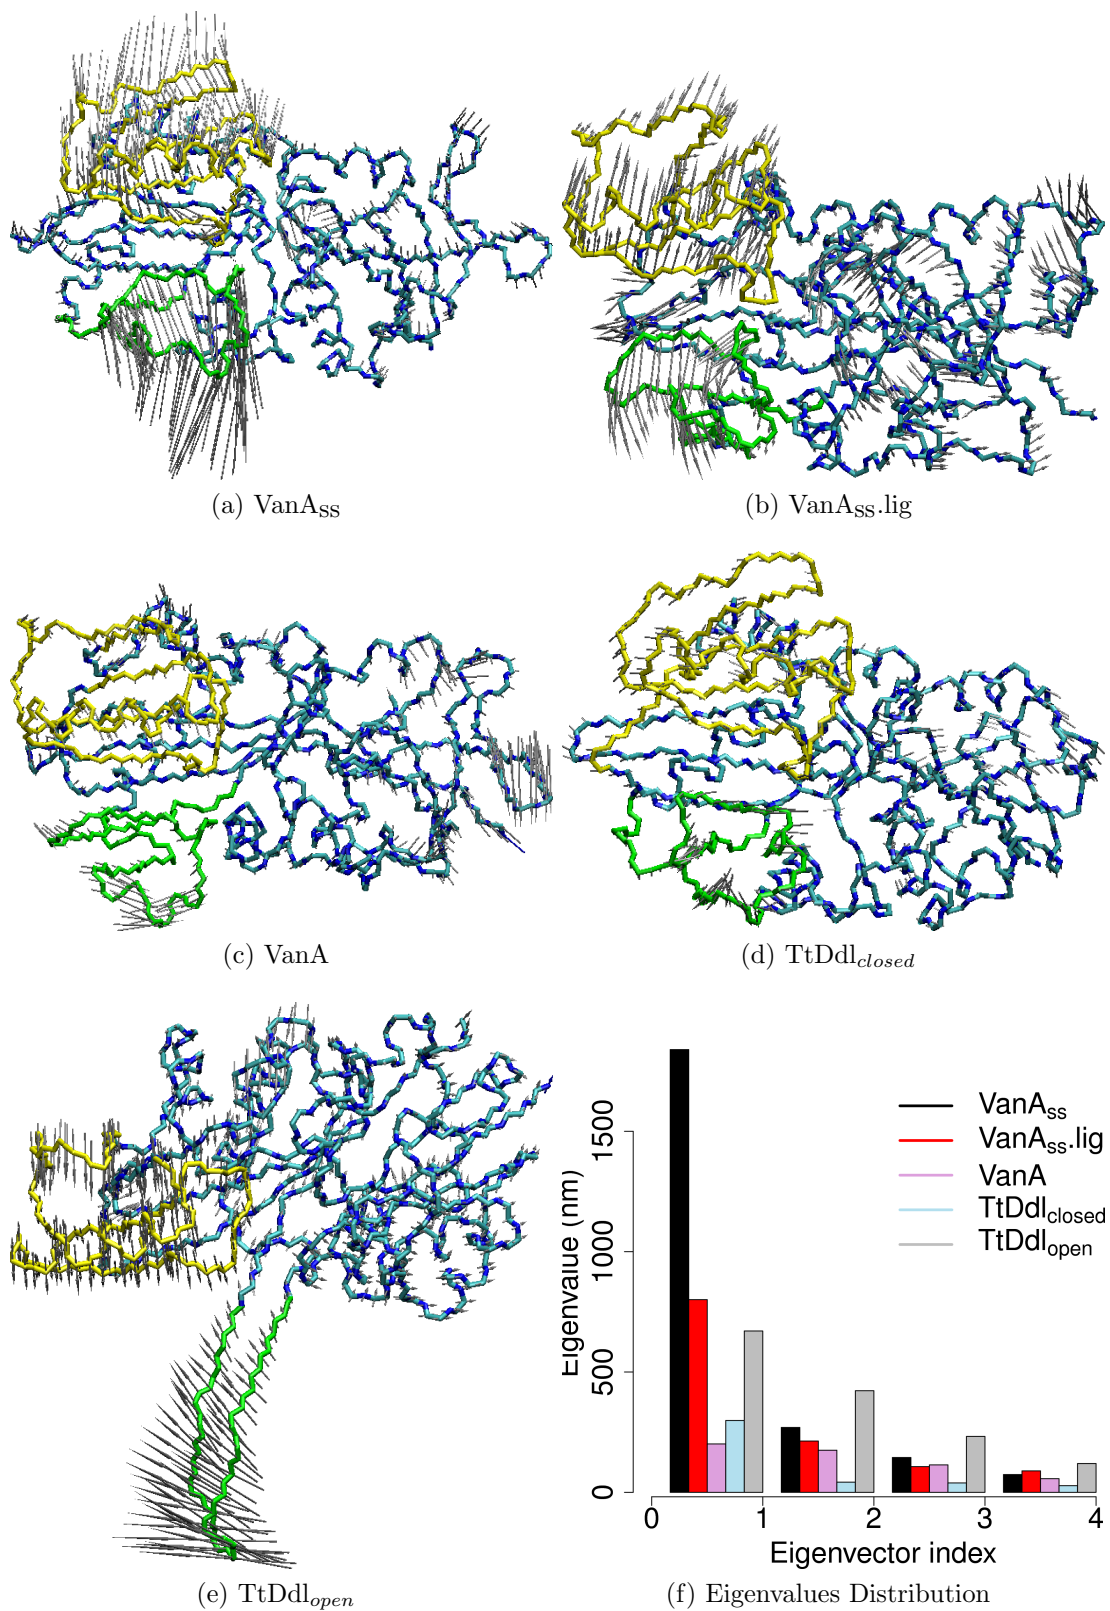 (a) VanA_SS
(b) VanA_SS.lig
(c) VanA
(d) TtDdl_closed
(e) TtDdl_open
1500
1000
500
0
Eigenvalue (nm)
VanA_ss
VanA_ss.lig
VanA
TtDdl_closed
TtDdl_open
0 1 2 3 4
Eigenvector index
(f) Eigenvalues Distribution